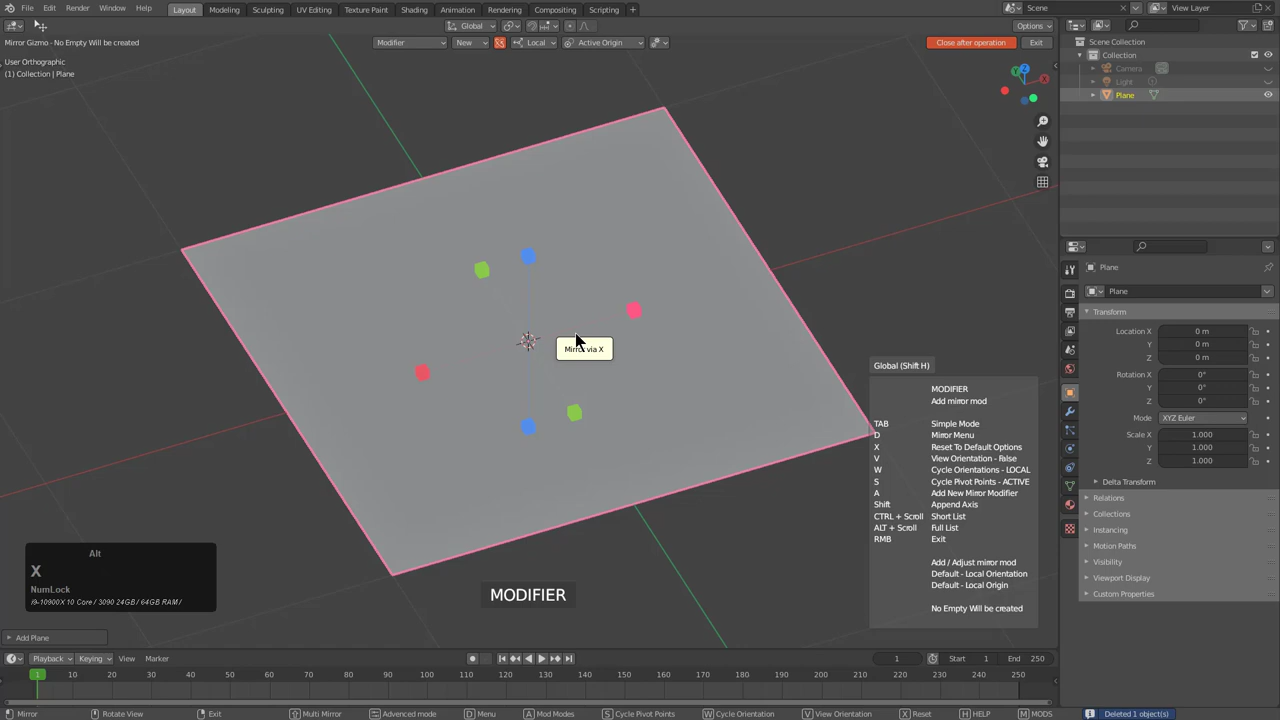 File Edit Render Window Help Layout Modeling Sculpting UV Editing Texture Paint Shading Animation Rendering Compositing Scripting + Scene View Layer
Global Options
Mirror Gizmo - No Empty Will be created Modifier New Local Active Origin Close after operation Exit
User Orthographic
(1) Collection | Plane
Scene Collection
Collection
Camera
Light
Plane
X
Y
Z
Mirror via X
Plane
Plane
Transform
Location X 0 m
Y 0 m
Z 0 m
Rotation X 0°
Y 0°
Z 0°
Mode XYZ Euler
Scale X 1.000
Y 1.000
Z 1.000
Delta Transform
Relations
Collections
Instancing
Motion Paths
Visibility
Viewport Display
Custom Properties
Global (Shift H)
MODIFIER
Add mirror mod
TAB Simple Mode
D Mirror Menu
X Reset To Default Options
V View Orientation - False
W Cycle Orientations - LOCAL
S Cycle Pivot Points - ACTIVE
A Add New Mirror Modifier
Shift Append Axis
CTRL + Scroll Short List
ALT + Scroll Full List
RMB Exit
Add / Adjust mirror mod
Default - Local Orientation
Default - Local Origin
No Empty Will be created
Alt
X
NumLock
i9-10900X 10 Core / 3090 24GB / 64GB RAM /
MODIFIER
Add Plane
Playback Keying View Marker 1 Start 1 End 250
1 10 20 30 40 50 60 70 80 90 100 110 120 130 140 150 160 170 180 190 200 210 220 230 240 250
Mirror Rotate View Exit Multi Mirror Advanced mode D Menu A Mod Modes S Cycle Pivot Points W Cycle Orientation V View Orientation X Reset H HELP M MODS Deleted 1 object(s)